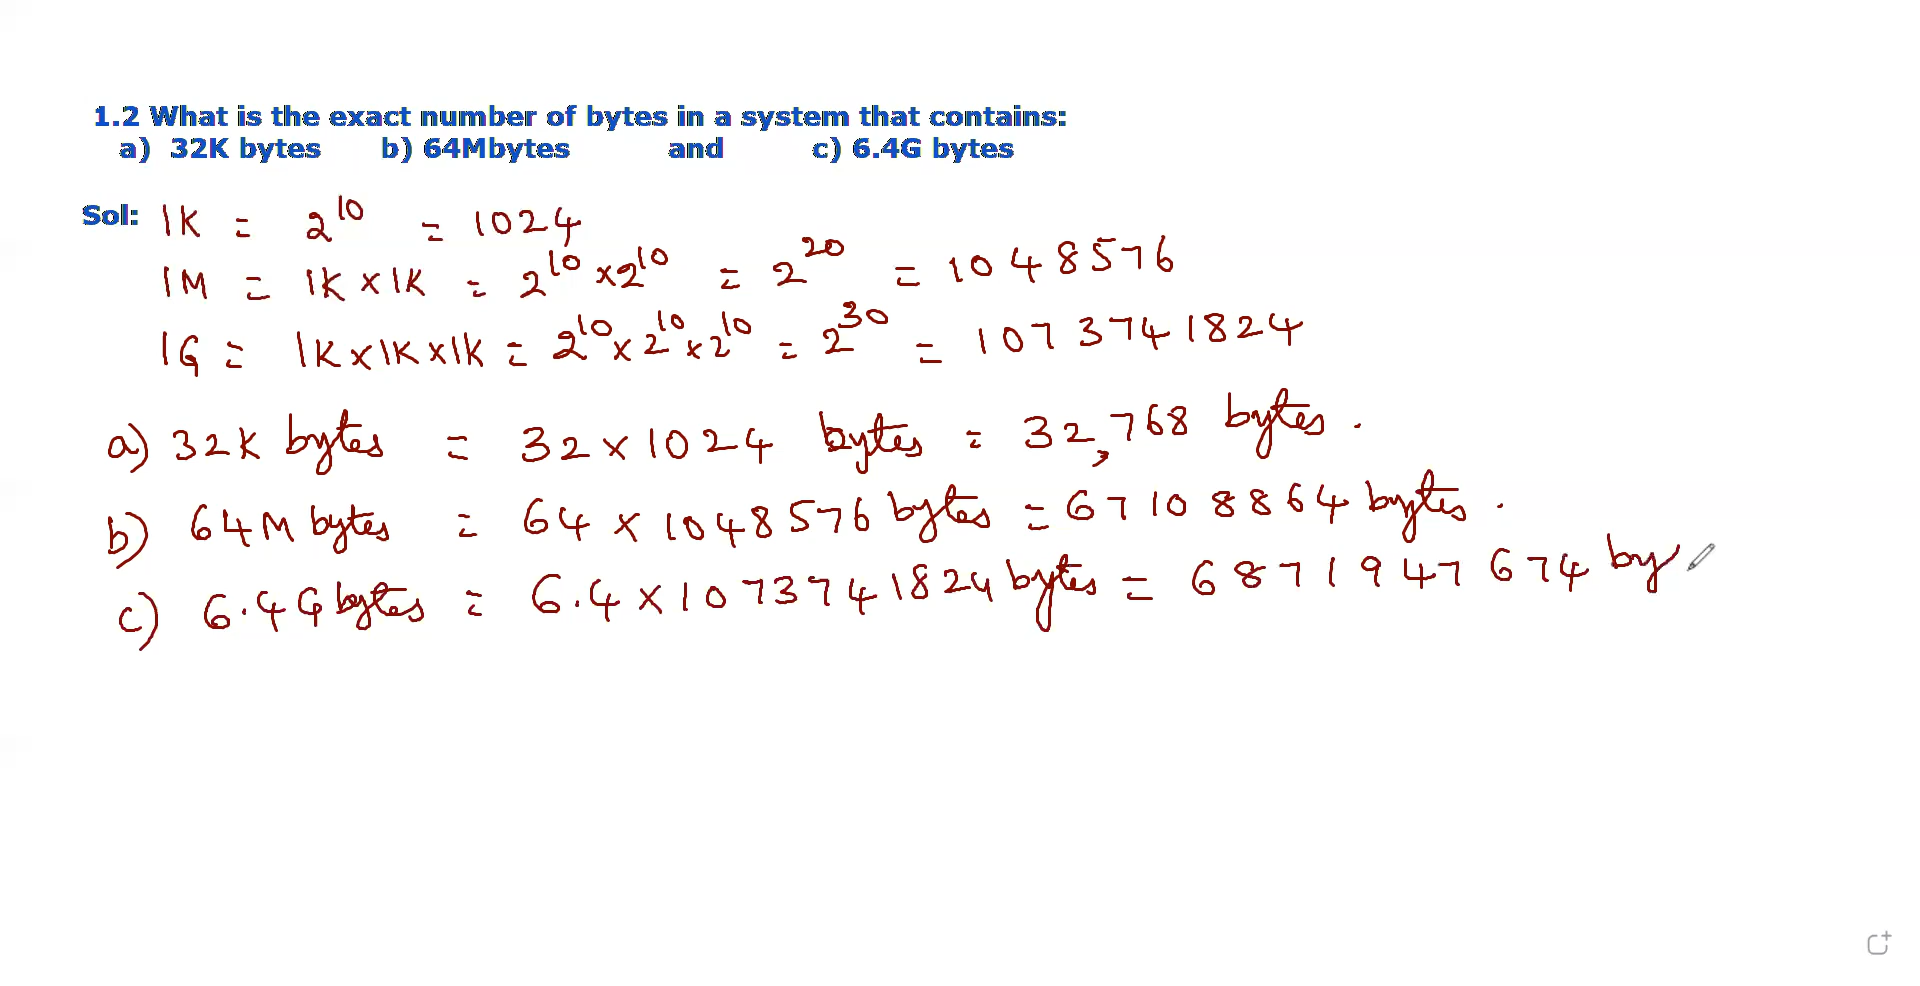 1.2 What is the exact number of bytes in a system that contains:
a) 32K bytes b) 64Mbytes and c) 6.4G bytes
Sol: 1K = 2^10 = 1024
1M = 1K x 1K = 2^10 x 2^10 = 2^20 = 1048576
1G = 1K x 1K x 1K = 2^10 x 2^10 x 2^10 = 2^30 = 1073741824
a) 32K bytes = 32 x 1024 bytes = 32,768 bytes.
b) 64M bytes = 64 x 1048576 bytes = 67108864 bytes.
c) 6.4G bytes = 6.4 x 1073741824 bytes = 6871947674 by